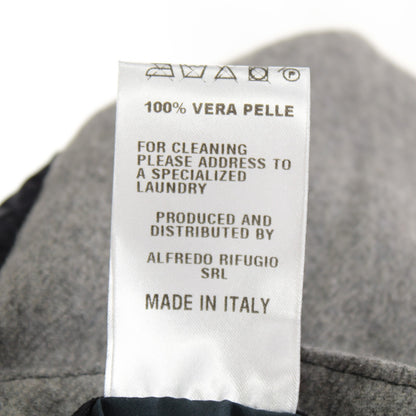 100% VERA PELLE
FOR CLEANING
PLEASE ADDRESS TO
A SPECIALIZED
LAUNDRY
PRODUCED AND
DISTRIBUTED BY
ALFREDO RIFUGIO
SRL
MADE IN ITALY